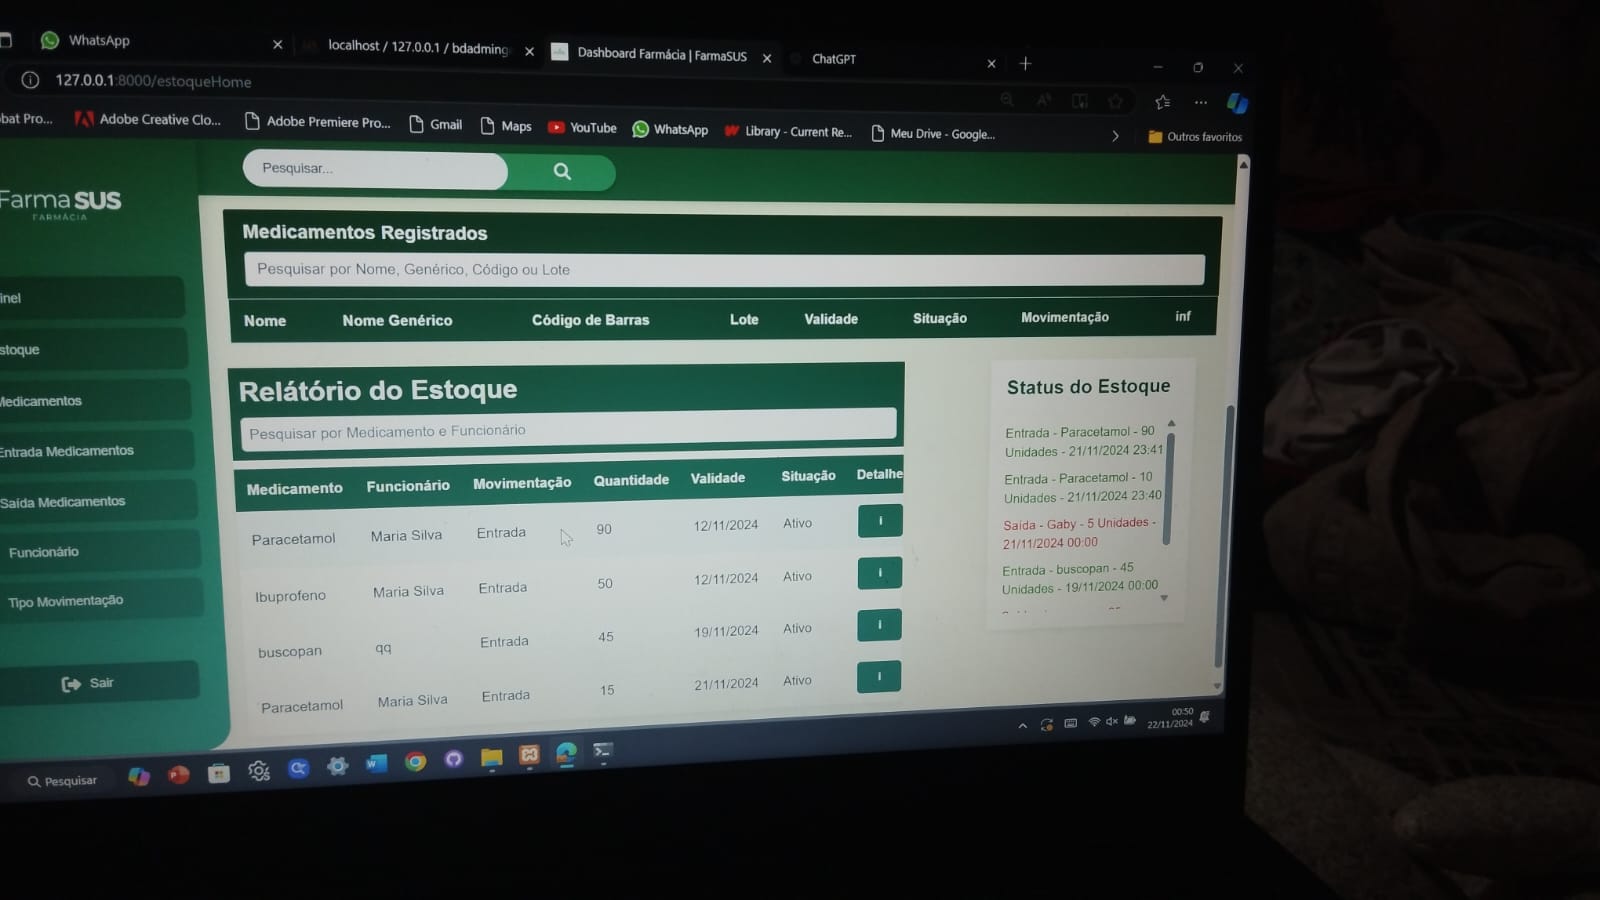 WhatsApp
localhost / 127.0.0.1 / bdadming
Dashboard Farmácia | FarmaSUS
ChatGPT
127.0.0.1:8000/estoqueHome
bat Pro...
Adobe Creative Clo...
Adobe Premiere Pro...
Gmail
Maps
YouTube
WhatsApp
Library - Current Re...
Meu Drive - Google...
Outros favoritos
FarmaSUS
FARMÁCIA
Pesquisar...
inel
stoque
Medicamentos
Entrada Medicamentos
Saída Medicamentos
Funcionário
Tipo Movimentação
Sair
Medicamentos Registrados
Pesquisar por Nome, Genérico, Código ou Lote
Nome Nome Genérico Código de Barras Lote Validade Situação Movimentação inf
Relátório do Estoque
Pesquisar por Medicamento e Funcionário
Medicamento Funcionário Movimentação Quantidade Validade Situação Detalhe
Paracetamol Maria Silva Entrada 90 12/11/2024 Ativo i
Ibuprofeno Maria Silva Entrada 50 12/11/2024 Ativo i
buscopan qq Entrada 45 19/11/2024 Ativo i
Paracetamol Maria Silva Entrada 15 21/11/2024 Ativo i
Status do Estoque
Entrada - Paracetamol - 90
Unidades - 21/11/2024 23:41
Entrada - Paracetamol - 10
Unidades - 21/11/2024 23:40
Saída - Gaby - 5 Unidades -
21/11/2024 00:00
Entrada - buscopan - 45
Unidades - 19/11/2024 00:00
Pesquisar
00:50
22/11/2024